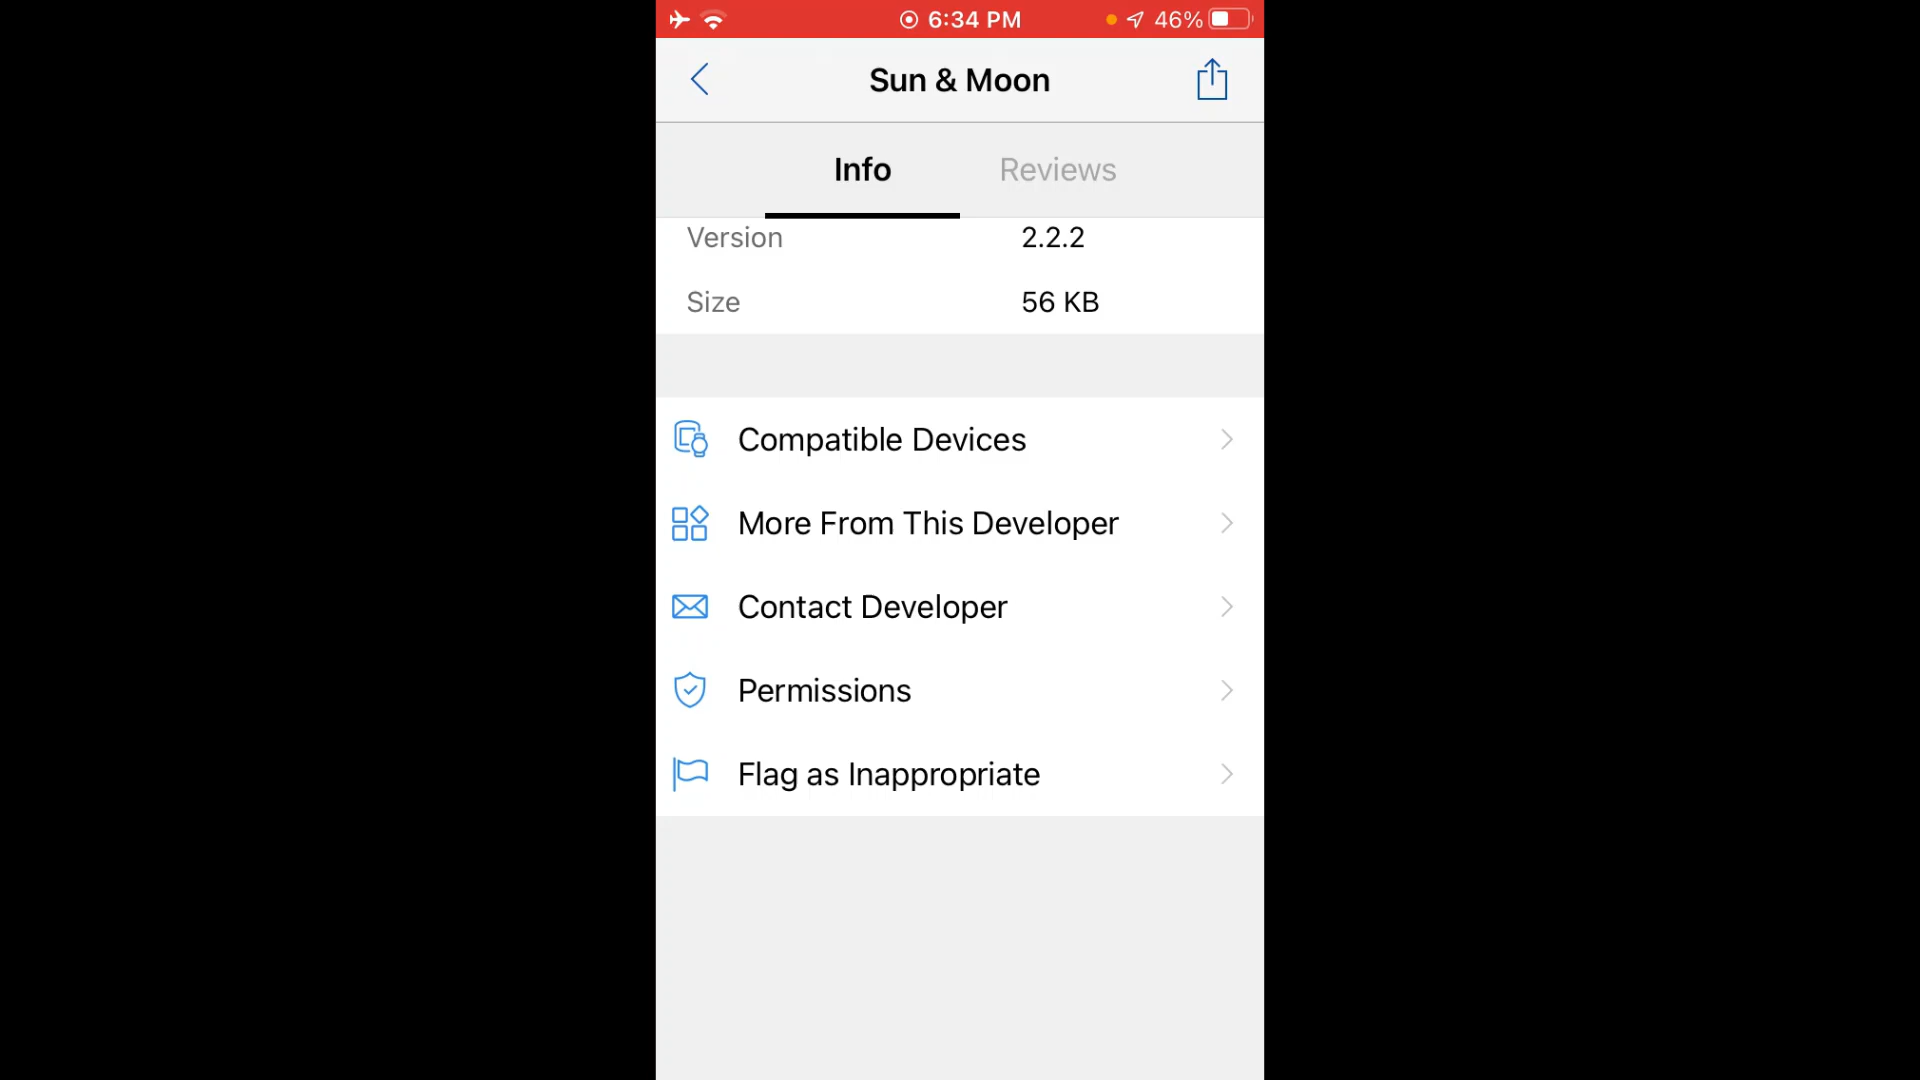 6:34 PM
46%
Sun & Moon
Info Reviews
Version 2.2.2
Size 56 KB
Compatible Devices
More From This Developer
Contact Developer
Permissions
Flag as Inappropriate